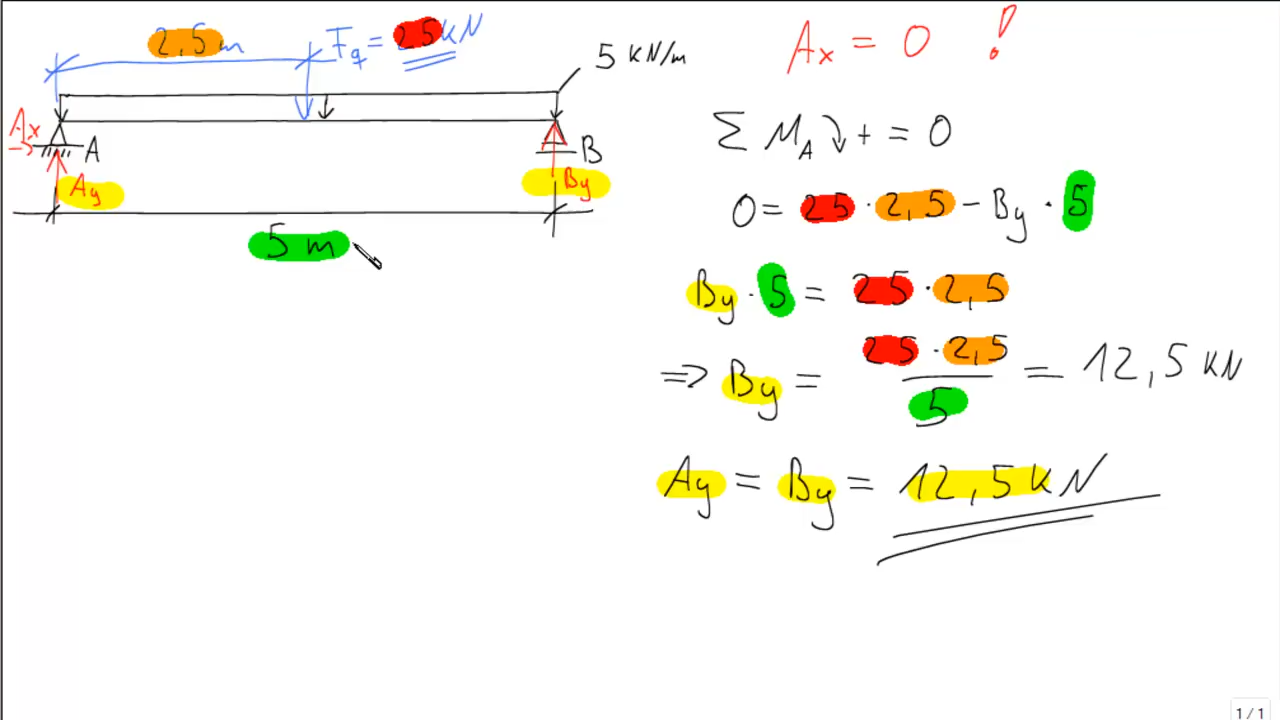 2,5 m
Fq = 25 kN
5 KN/m
Ax
A
B
Ay
By
5 m
Ax = 0 !
Σ MA ⤵ + = 0
0 = 25 · 2,5 - By · 5
By · 5 = 25 · 2,5
⇒ By = 25 · 2,5 / 5 = 12,5 KN
Ay = By = 12,5 kN
1/1